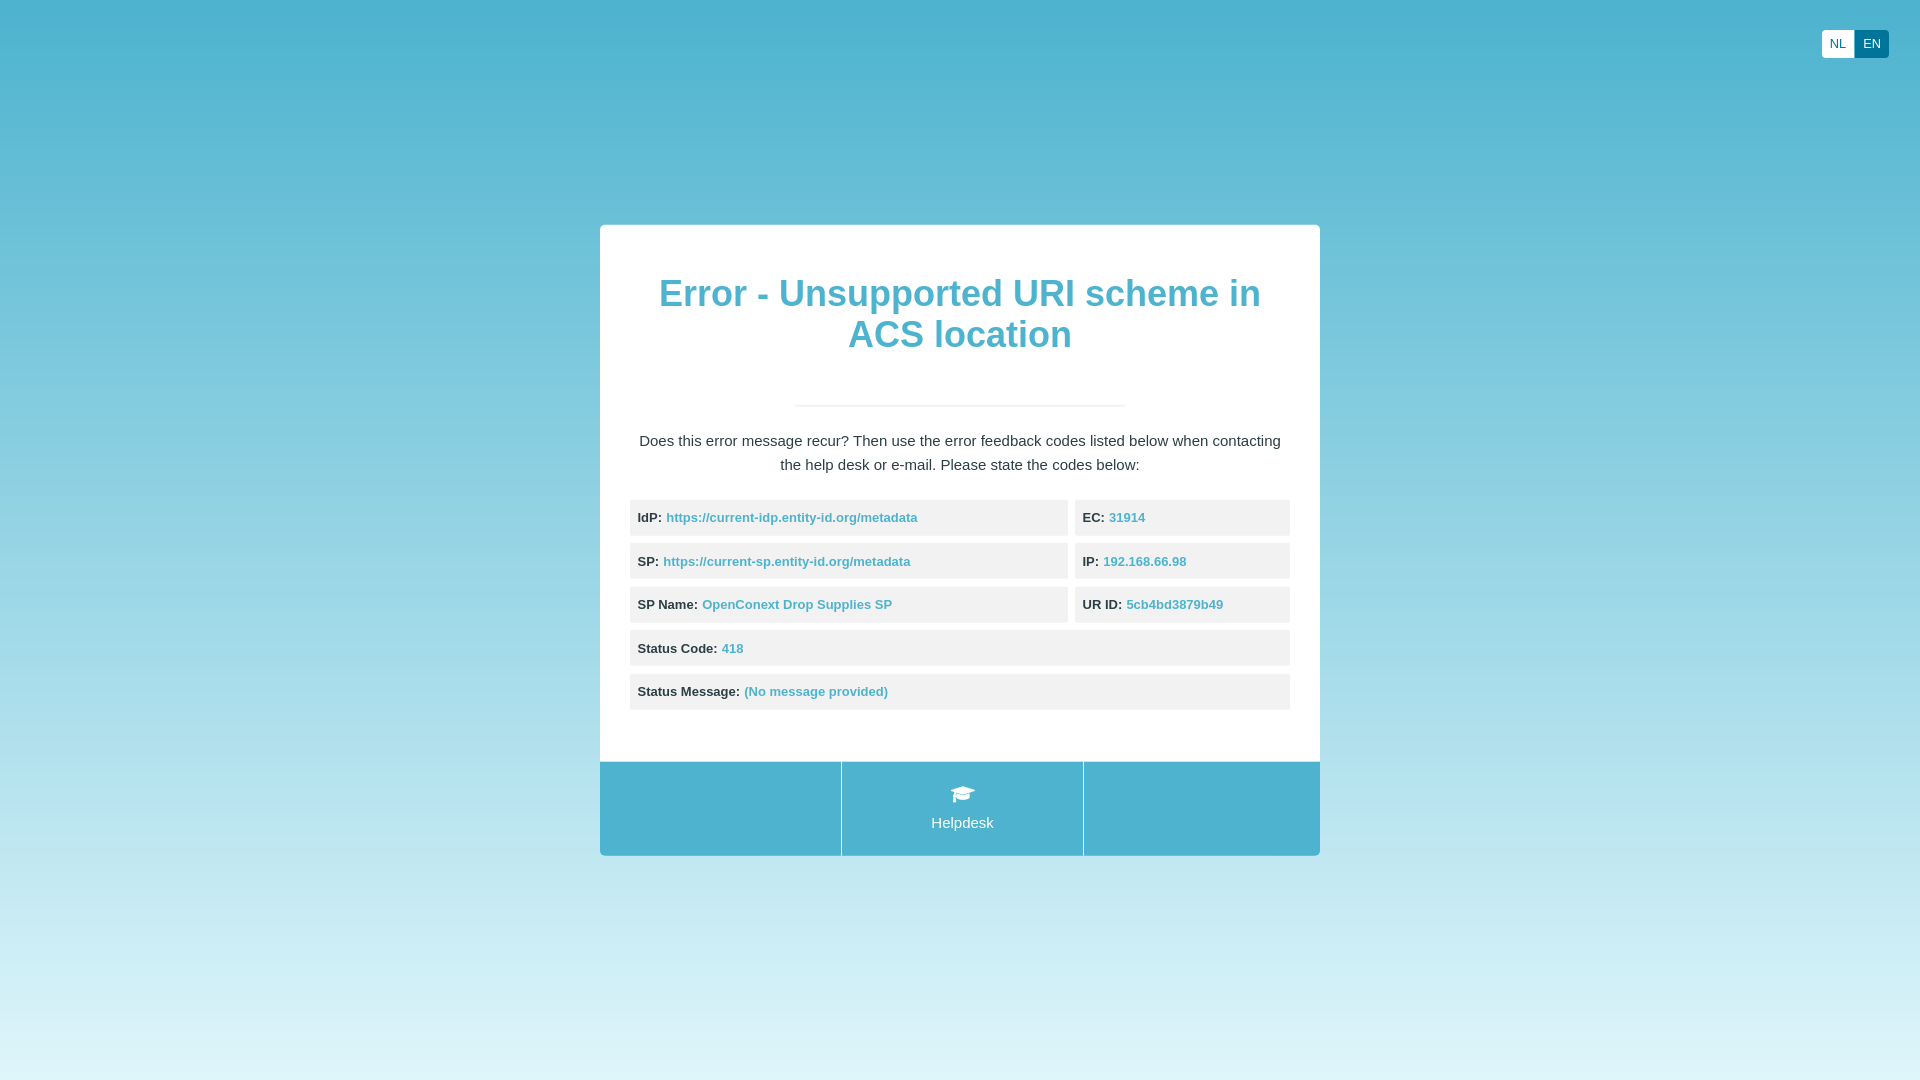 NL EN
Error - Unsupported URI scheme in
ACS location
Does this error message recur? Then use the error feedback codes listed below when contacting
the help desk or e-mail. Please state the codes below:
IdP: https://current-idp.entity-id.org/metadata
EC: 31914
SP: https://current-sp.entity-id.org/metadata
IP: 192.168.66.98
SP Name: OpenConext Drop Supplies SP
UR ID: 5cb4bd3879b49
Status Code: 418
Status Message: (No message provided)
Helpdesk